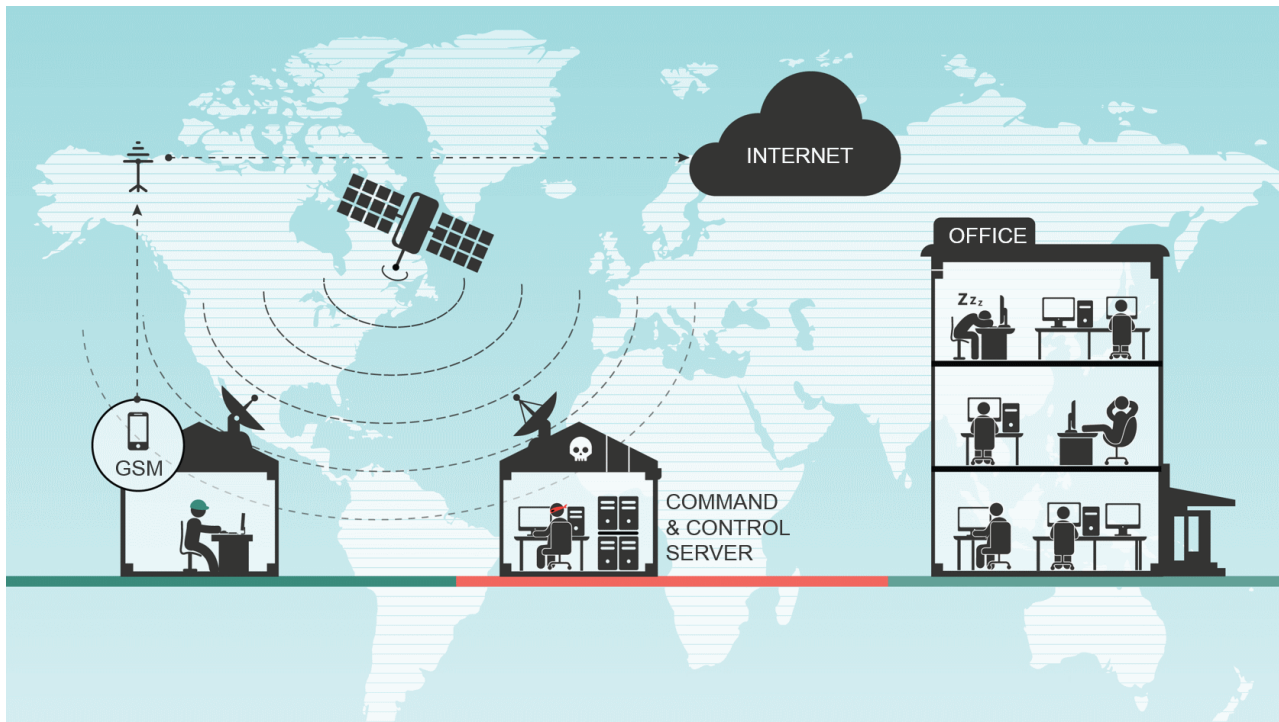 INTERNET
OFFICE
Zzz
GSM
COMMAND
& CONTROL
SERVER